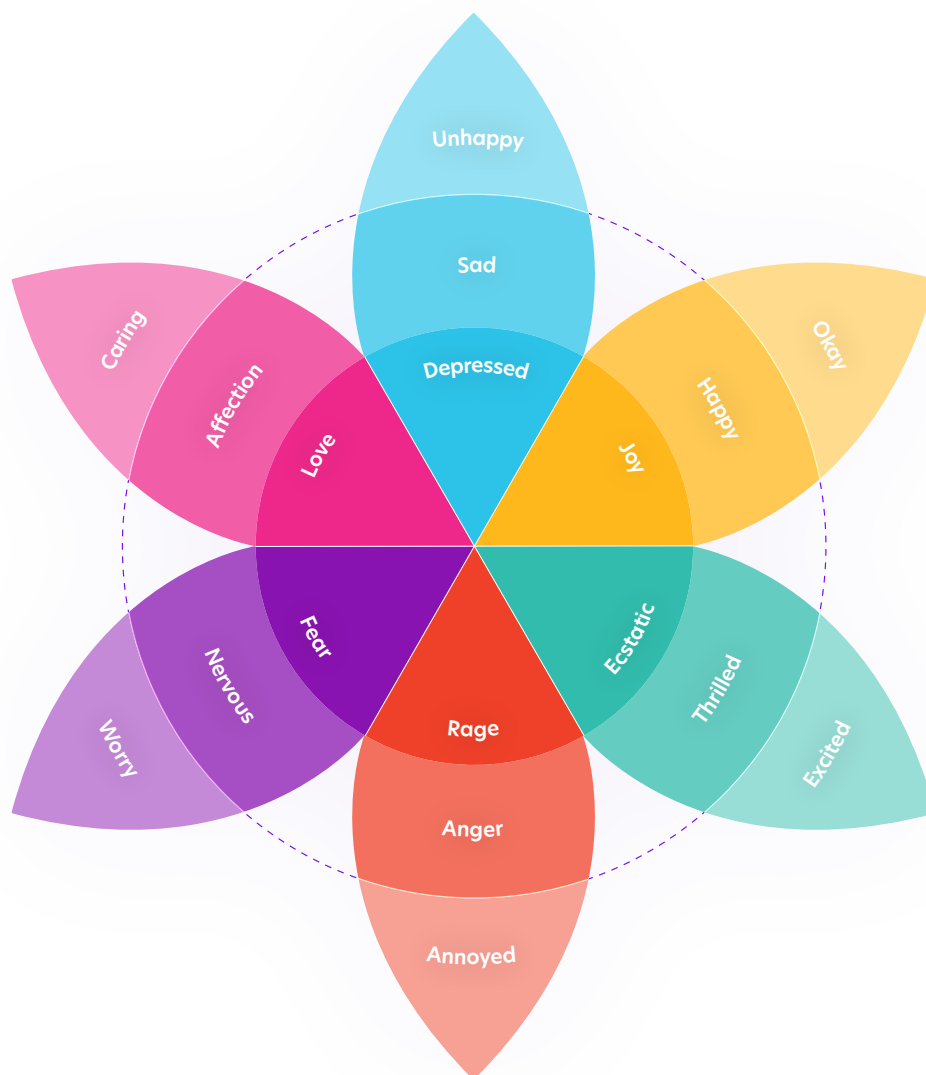 Unhappy
Sad
Depressed
Caring
Affection
Love
Okay
Happy
Joy
Fear
Nervous
Worry
Ecstatic
Thrilled
Excited
Rage
Anger
Annoyed